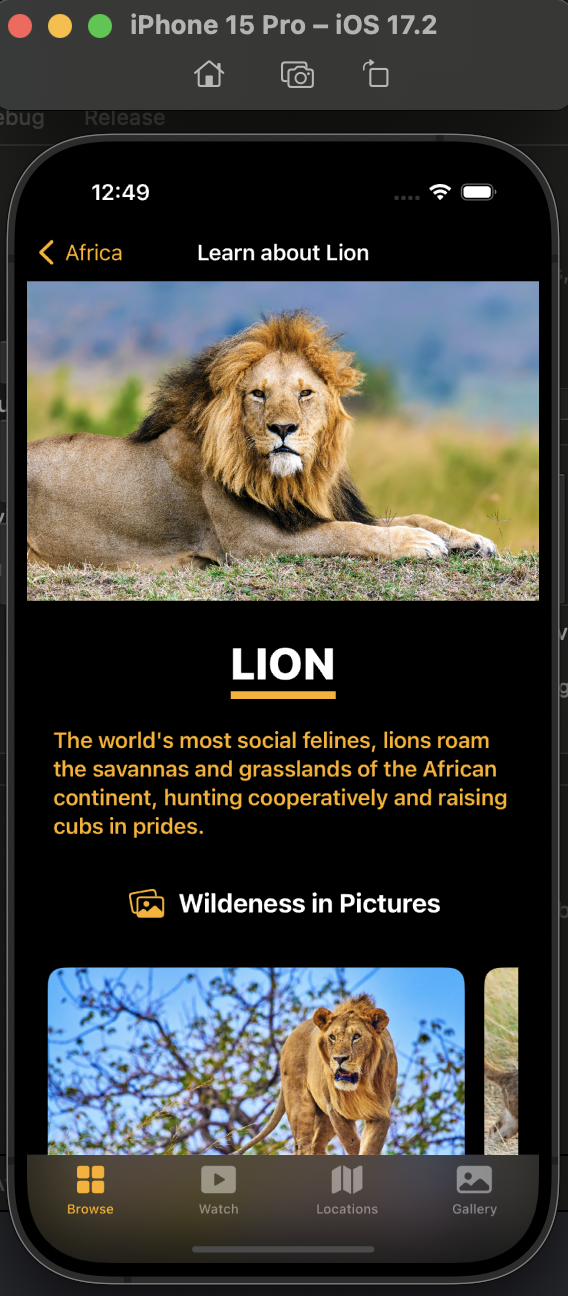 iPhone 15 Pro – iOS 17.2
ebug Release
12:49
Africa
Learn about Lion
LION
The world's most social felines, lions roam
the savannas and grasslands of the African
continent, hunting cooperatively and raising
cubs in prides.
Wildeness in Pictures
Browse
Watch
Locations
Gallery